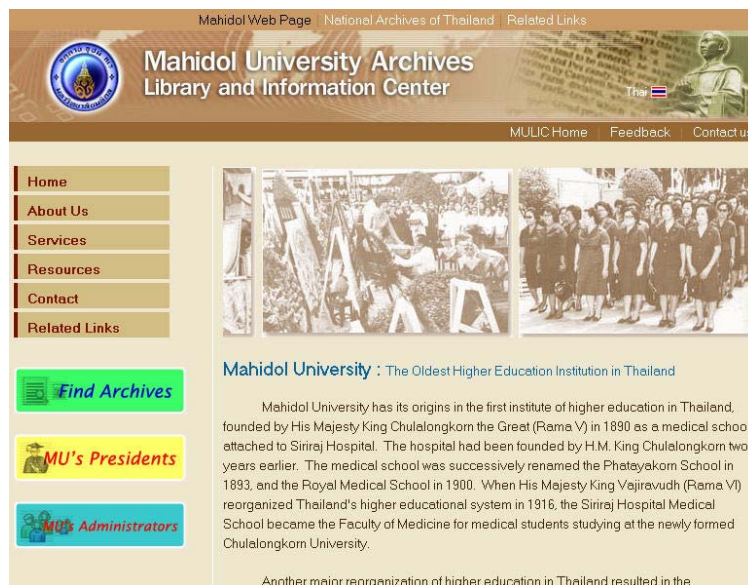 Mahidol Web Page | National Archives of Thailand | Related Links
Mahidol University Archives
Library and Information Center
Thai
MULIC Home | Feedback | Contact us
Home
About Us
Services
Resources
Contact
Related Links
Find Archives
MU's Presidents
MU's Administrators
Mahidol University : The Oldest Higher Education Institution in Thailand
Mahidol University has its origins in the first institute of higher education in Thailand,
founded by His Majesty King Chulalongkorn the Great (Rama V) in 1890 as a medical schoo
attached to Siriraj Hospital. The hospital had been founded by H.M. King Chulalongkorn two
years earlier. The medical school was successively renamed the Phatayakorn School in
1893, and the Royal Medical School in 1900. When His Majesty King Vajiravudh (Rama VI)
reorganized Thailand's higher educational system in 1916, the Siriraj Hospital Medical
School became the Faculty of Medicine for medical students studying at the newly formed
Chulalongkorn University.
Another major reorganization of higher education in Thailand resulted in the